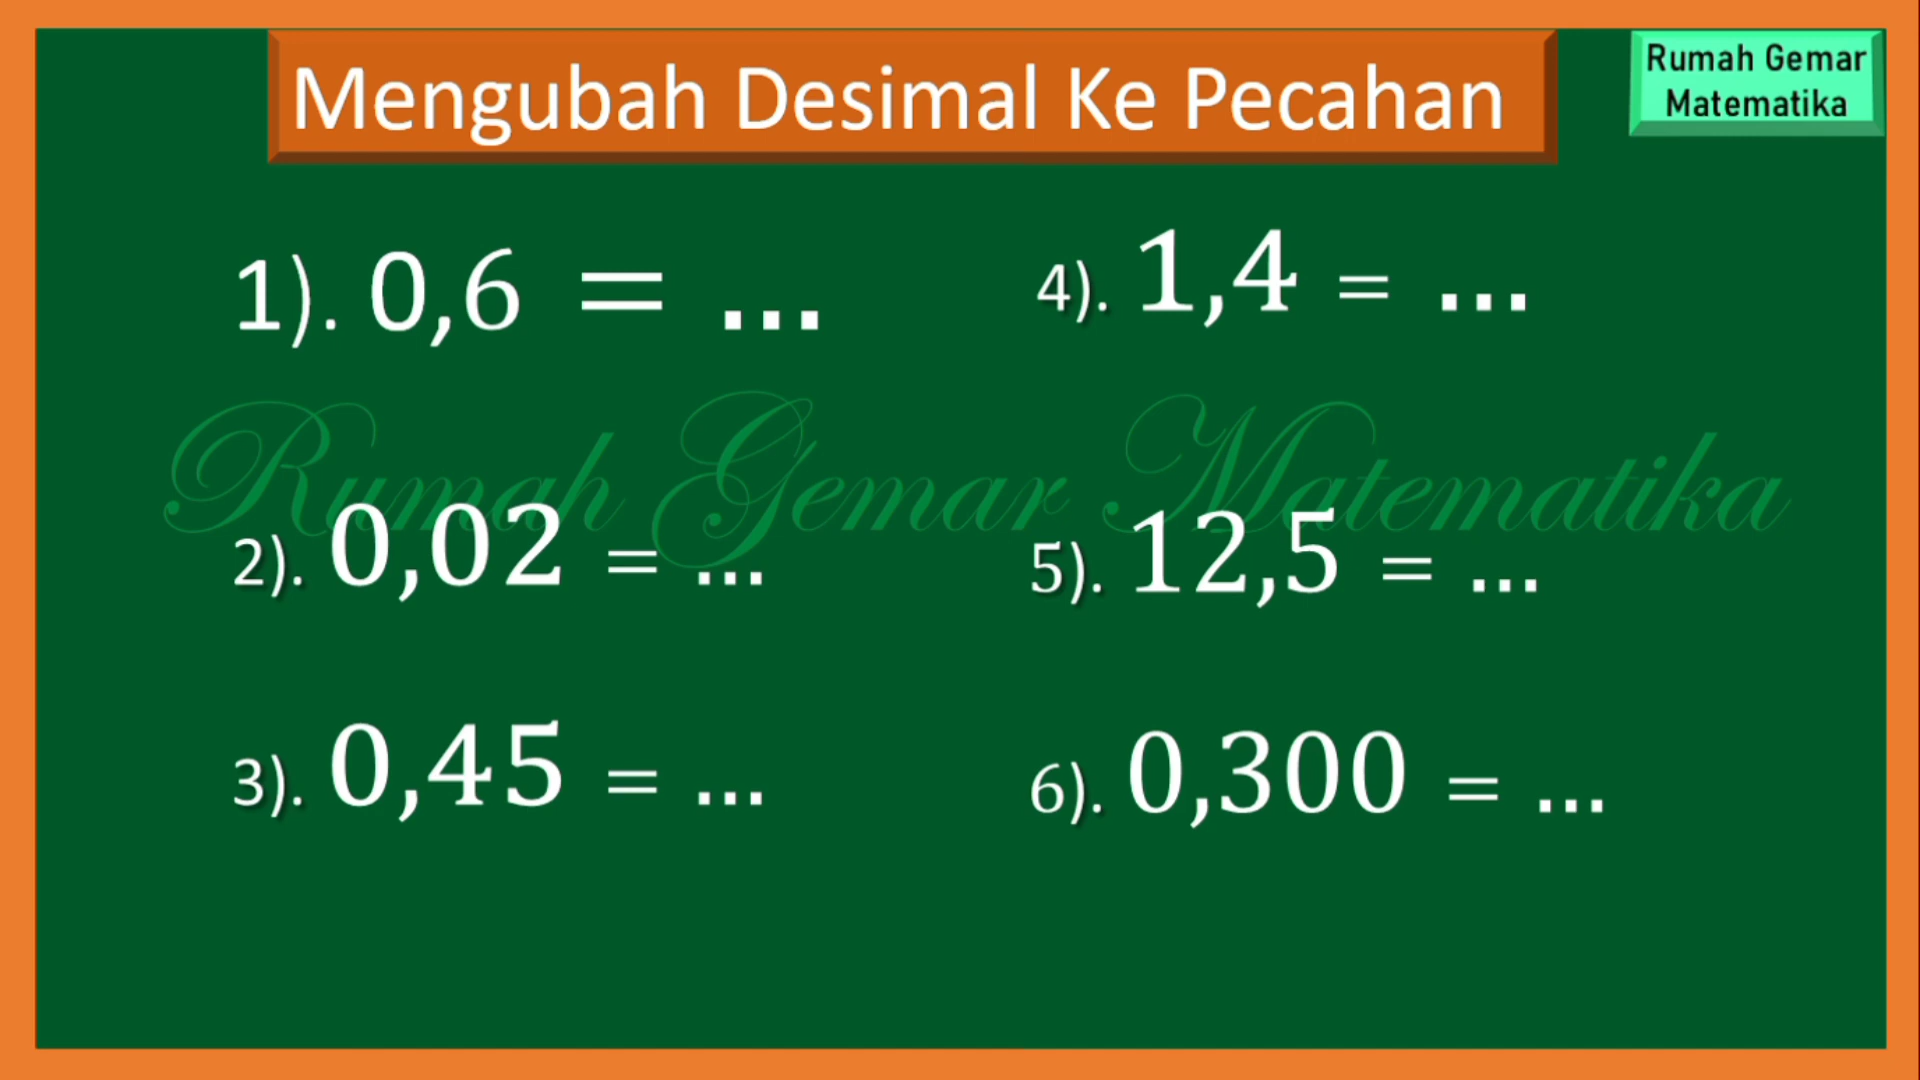 Mengubah Desimal Ke Pecahan
Rumah Gemar
Matematika
1). 0,6 = ...
2). 0,02 = ...
3). 0,45 = ...
4). 1,4 = ...
5). 12,5 = ...
6). 0,300 = ...
Rumah Gemar Matematika